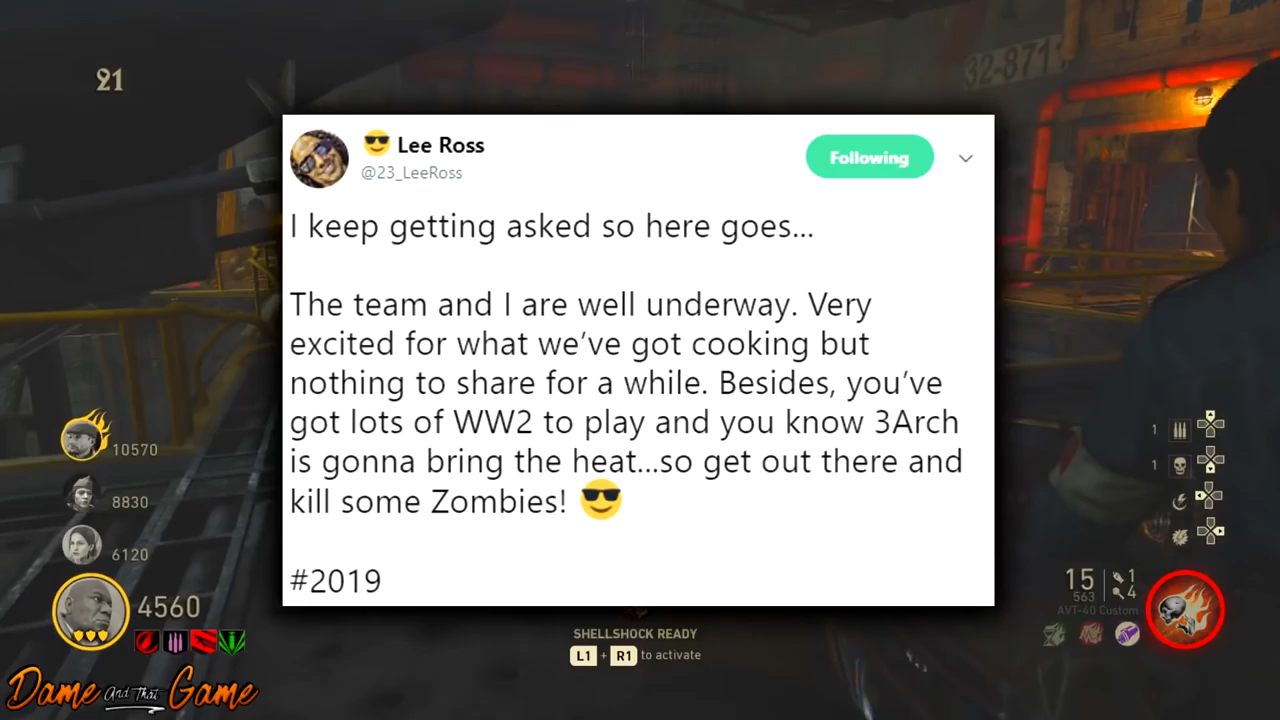 21
32-871
😎 Lee Ross
@23_LeeRoss
Following
I keep getting asked so here goes...
The team and I are well underway. Very
excited for what we've got cooking but
nothing to share for a while. Besides, you've
got lots of WW2 to play and you know 3Arch
is gonna bring the heat...so get out there and
kill some Zombies! 😎
#2019
10570
8830
6120
4560
1
1
15
563
1
4
AVT-40 Custom
SHELLSHOCK READY
L1 + R1 to activate
Dame And That Game